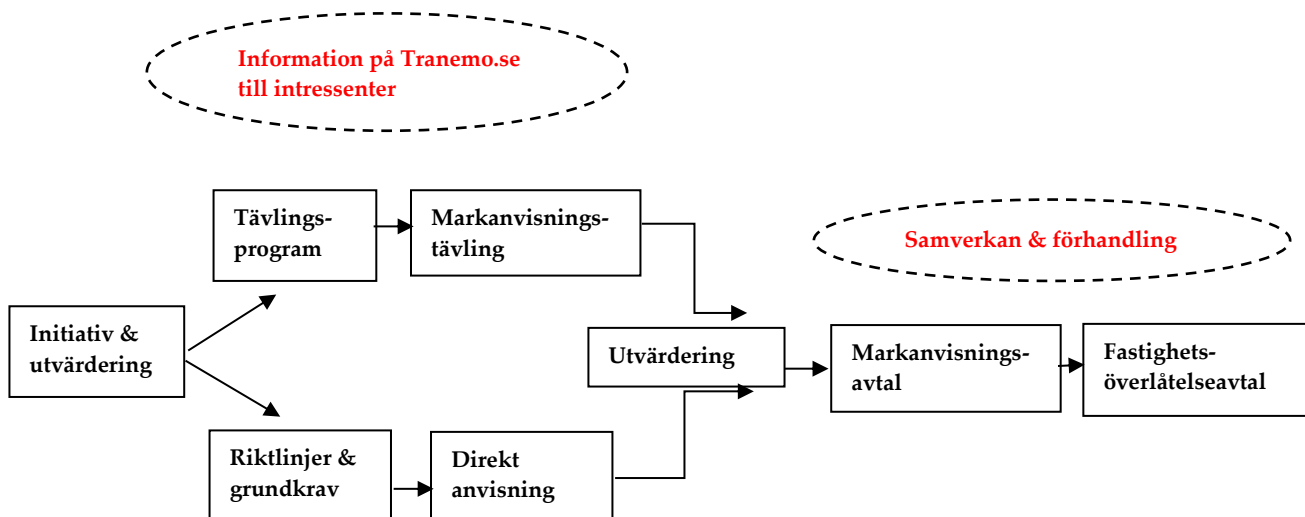 Information på Tranemo.se
till intressenter
Tävlings-
program
Markanvisnings-
tävling
Samverkan & förhandling
Initiativ &
utvärdering
Utvärdering
Markanvisnings-
avtal
Fastighets-
överlåtelseavtal
Riktlinjer &
grundkrav
Direkt
anvisning